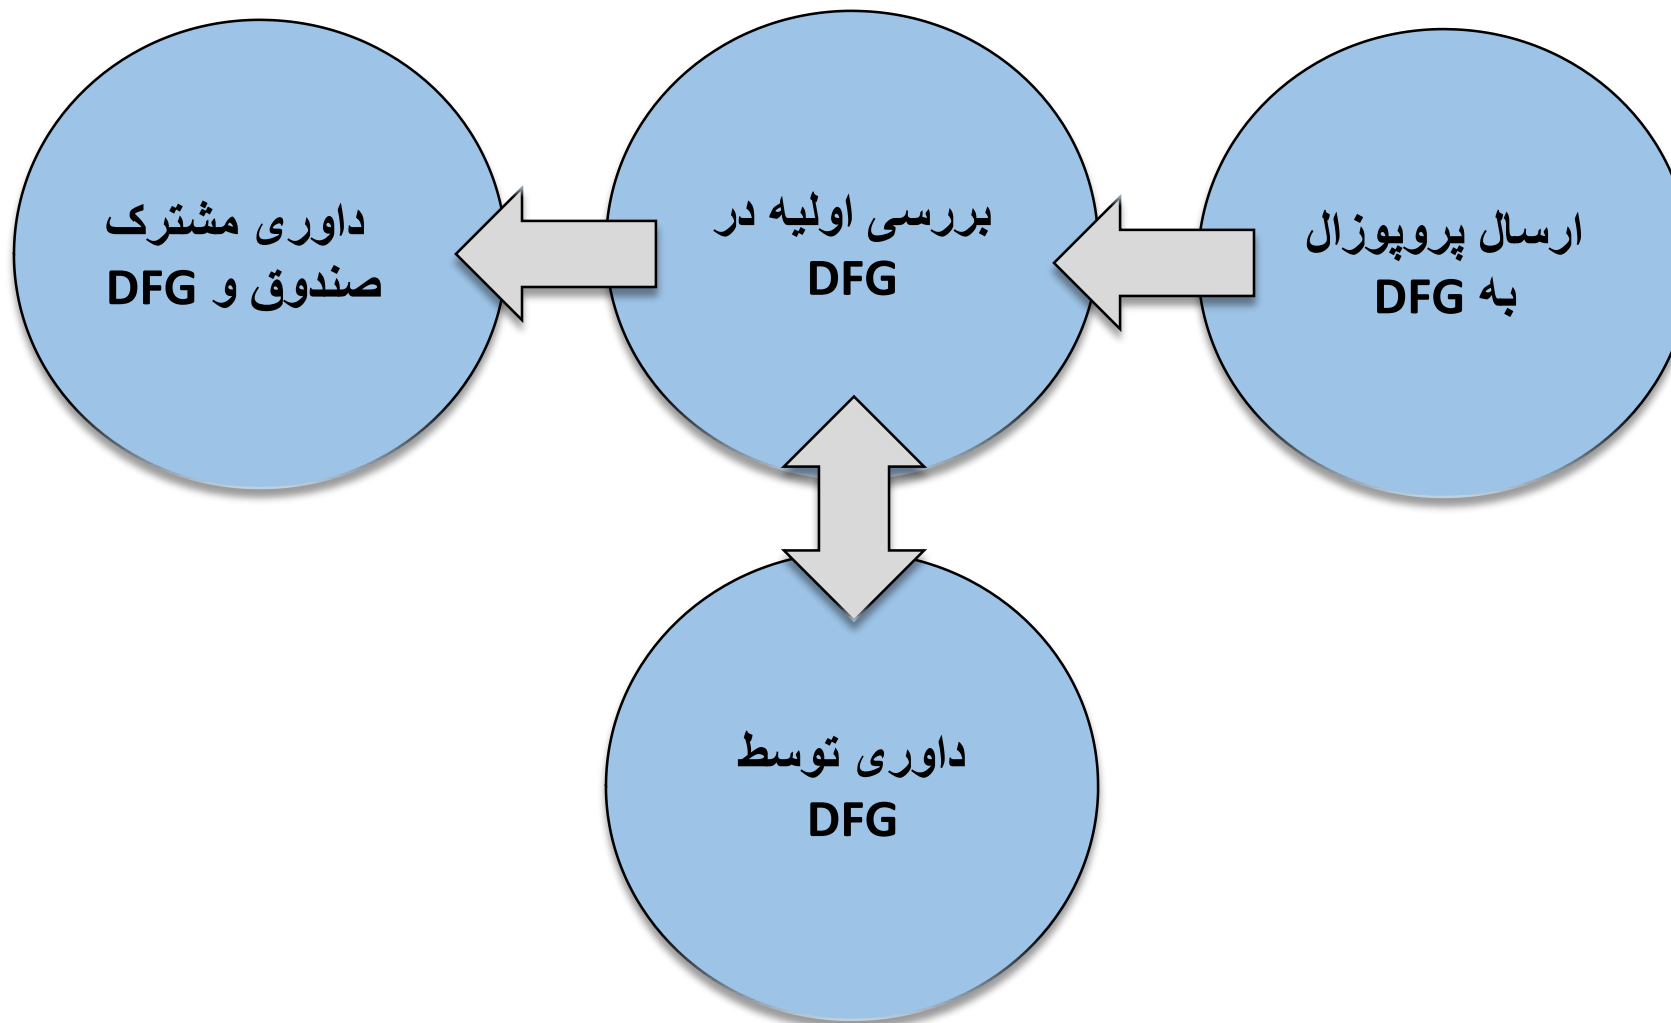 ارسال پروپوزال
به DFG
بررسی اولیه در
DFG
داوری مشترک
صندوق و DFG
داوری توسط
DFG